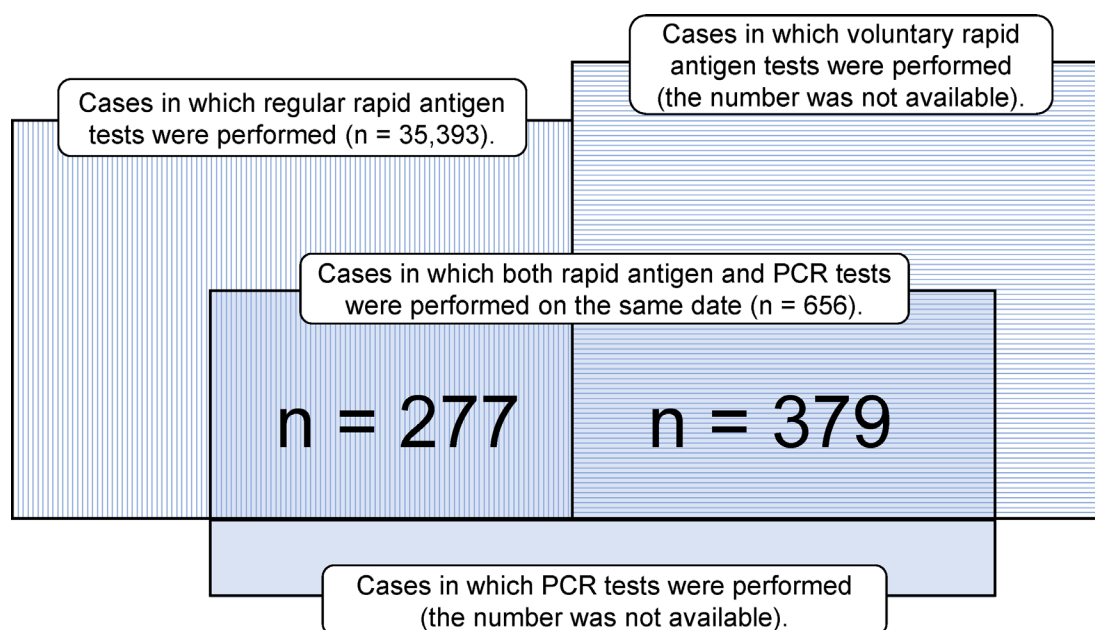 Cases in which voluntary rapid
antigen tests were performed
(the number was not available).
Cases in which regular rapid antigen
tests were performed (n = 35,393).
Cases in which both rapid antigen and PCR tests
were performed on the same date (n = 656).
n = 277
n = 379
Cases in which PCR tests were performed
(the number was not available).